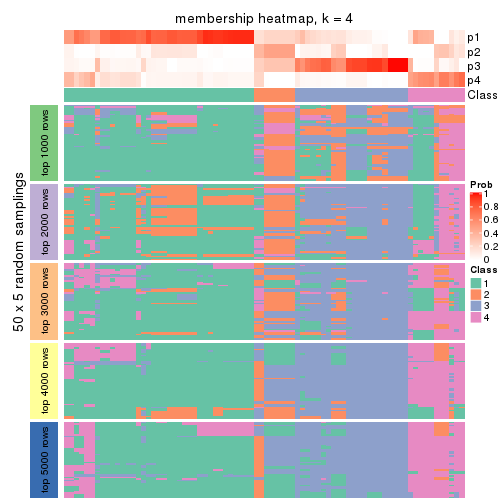 membership heatmap, k = 4
p1
p2
p3
p4
Class
50 x 5 random samplings
top 1000 rows
top 2000 rows
top 3000 rows
top 4000 rows
top 5000 rows
Prob
1
0.8
0.6
0.4
0.2
0
Class
1
2
3
4